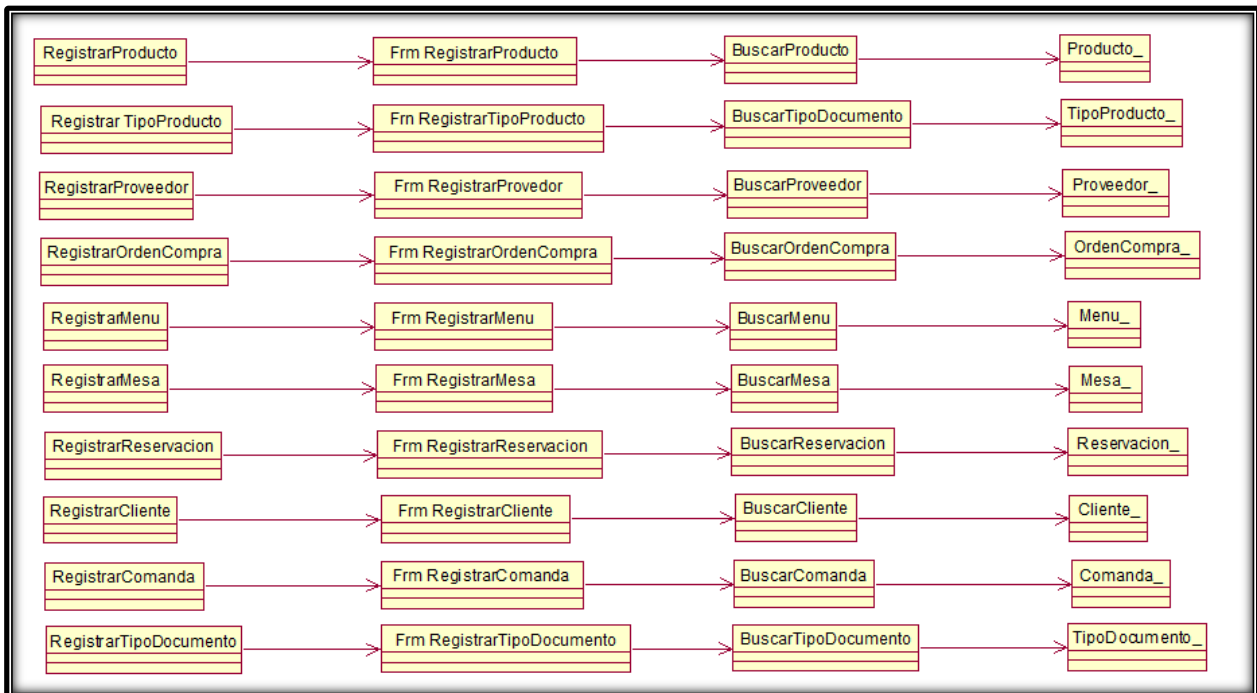 RegistrarProducto Frm RegistrarProducto BuscarProducto Producto_
Registrar TipoProducto Frn RegistrarTipoProducto BuscarTipoDocumento TipoProducto_
RegistrarProveedor Frm RegistrarProvedor BuscarProveedor Proveedor_
RegistrarOrdenCompra Frm RegistrarOrdenCompra BuscarOrdenCompra OrdenCompra_
RegistrarMenu Frm RegistrarMenu BuscarMenu Menu_
RegistrarMesa Frm RegistrarMesa BuscarMesa Mesa_
RegistrarReservacion Frm RegistrarReservacion BuscarReservacion Reservacion_
RegistrarCliente Frm RegistrarCliente BuscarCliente Cliente_
RegistrarComanda Frm RegistrarComanda BuscarComanda Comanda_
RegistrarTipoDocumento Frm RegistrarTipoDocumento BuscarTipoDocumento TipoDocumento_